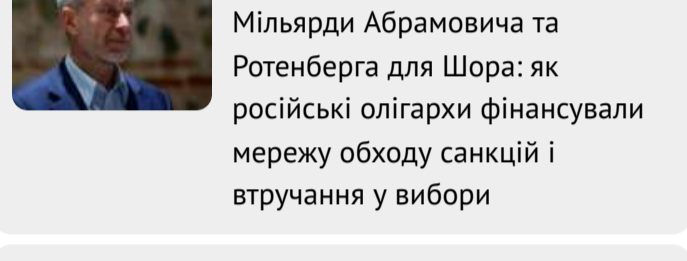 Мільярди Абрамовича та
Ротенберга для Шора: як
російські олігархи фінансували
мережу обходу санкцій і
втручання у вибори